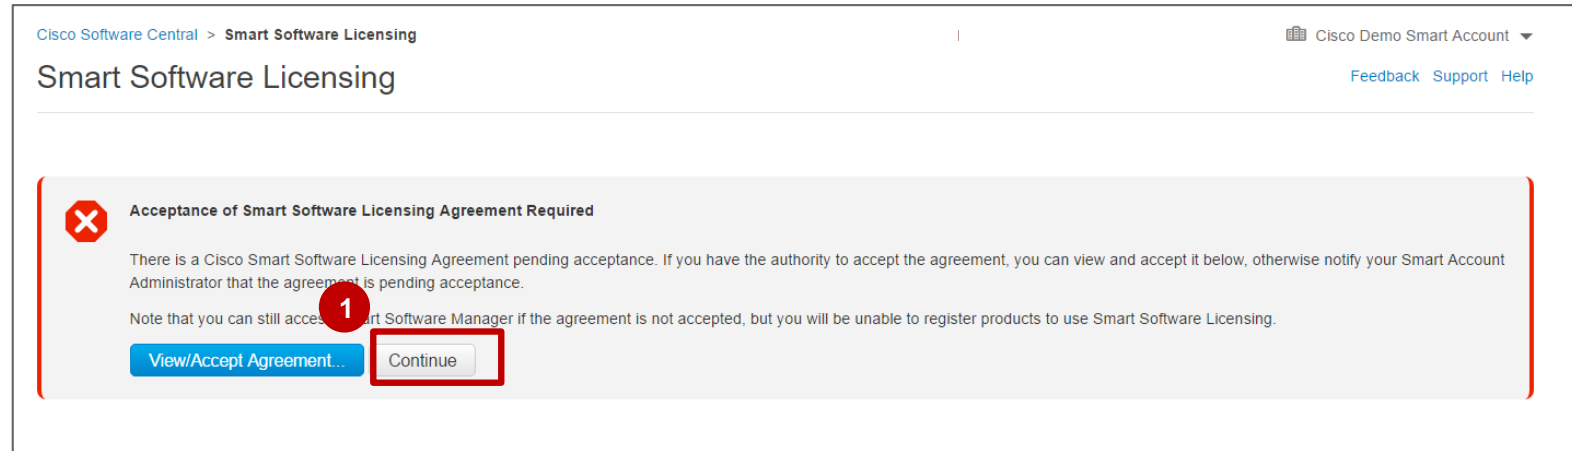 Cisco Software Central > Smart Software Licensing
Cisco Demo Smart Account
Smart Software Licensing
Feedback Support Help
Acceptance of Smart Software Licensing Agreement Required
There is a Cisco Smart Software Licensing Agreement pending acceptance. If you have the authority to accept the agreement, you can view and accept it below, otherwise notify your Smart Account
Administrator that the agreement is pending acceptance.
1
Note that you can still access Smart Software Manager if the agreement is not accepted, but you will be unable to register products to use Smart Software Licensing.
View/Accept Agreement...
Continue